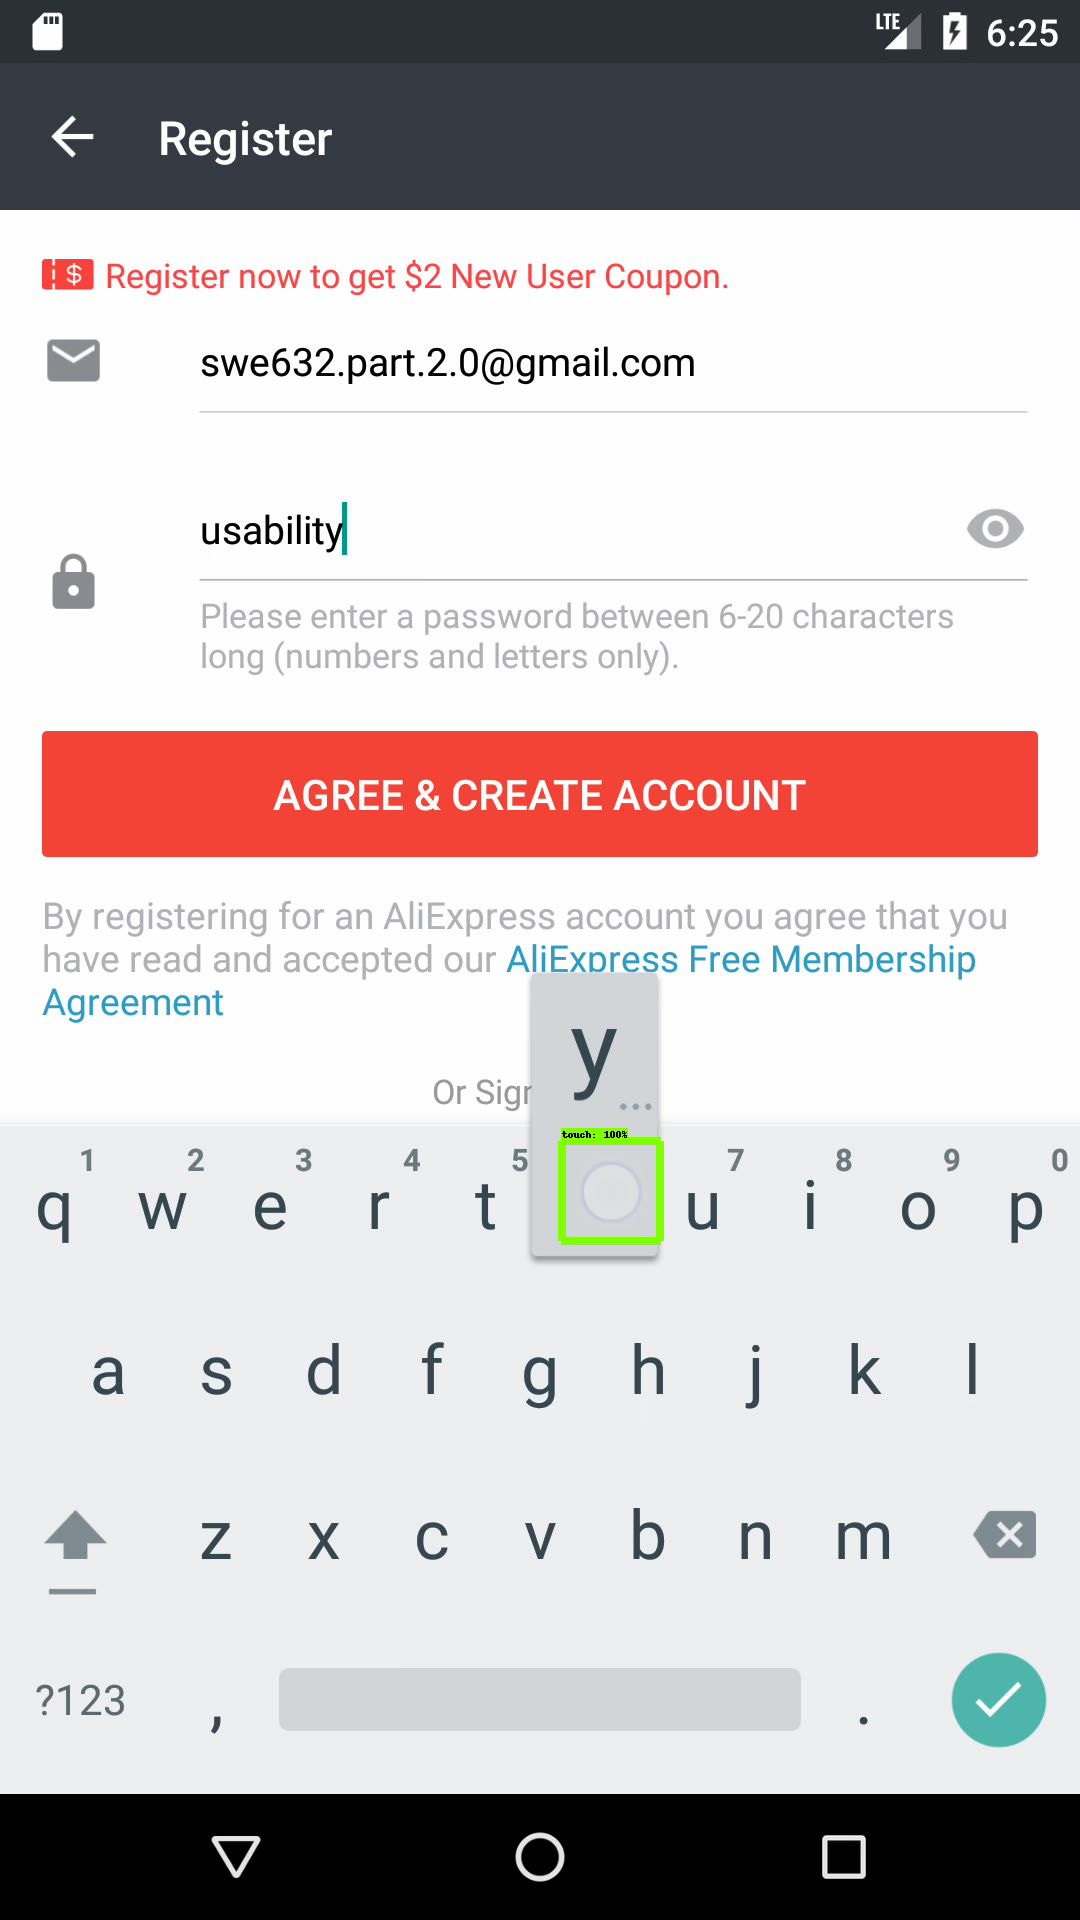 LTE 6:25
Register
$ Register now to get $2 New User Coupon.
swe632.part.2.0@gmail.com
usability
Please enter a password between 6-20 characters
long (numbers and letters only).
AGREE & CREATE ACCOUNT
By registering for an AliExpress account you agree that you
have read and accepted our AliExpress Free Membership
Agreement
y
Or Sign
touch: 100%
1 2 3 4 5 7 8 9 0
q w e r t u i o p
a s d f g h j k l
z x c v b n m
?123 , .